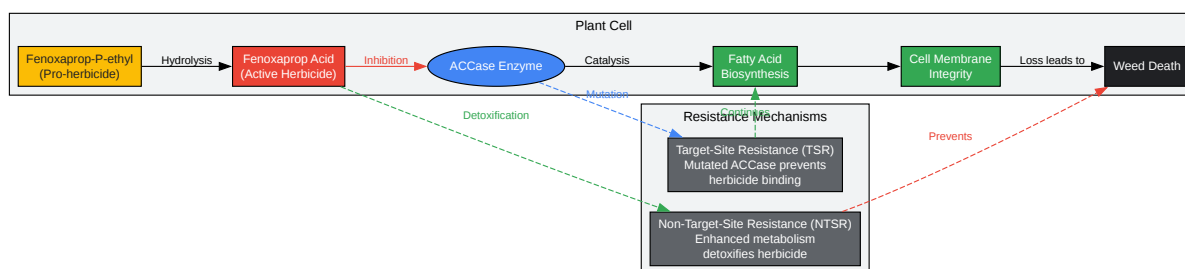 Plant Cell
Fenoxaprop-P-ethyl
(Pro-herbicide)
Hydrolysis
Fenoxaprop Acid
(Active Herbicide)
Inhibition
ACCase Enzyme
Catalysis
Fatty Acid
Biosynthesis
Cell Membrane
Integrity
Loss leads to
Weed Death
Mutation
Detoxification
Continues
Resistance Mechanisms
Prevents
Target-Site Resistance (TSR)
Mutated ACCase prevents
herbicide binding
Non-Target-Site Resistance (NTSR)
Enhanced metabolism
detoxifies herbicide